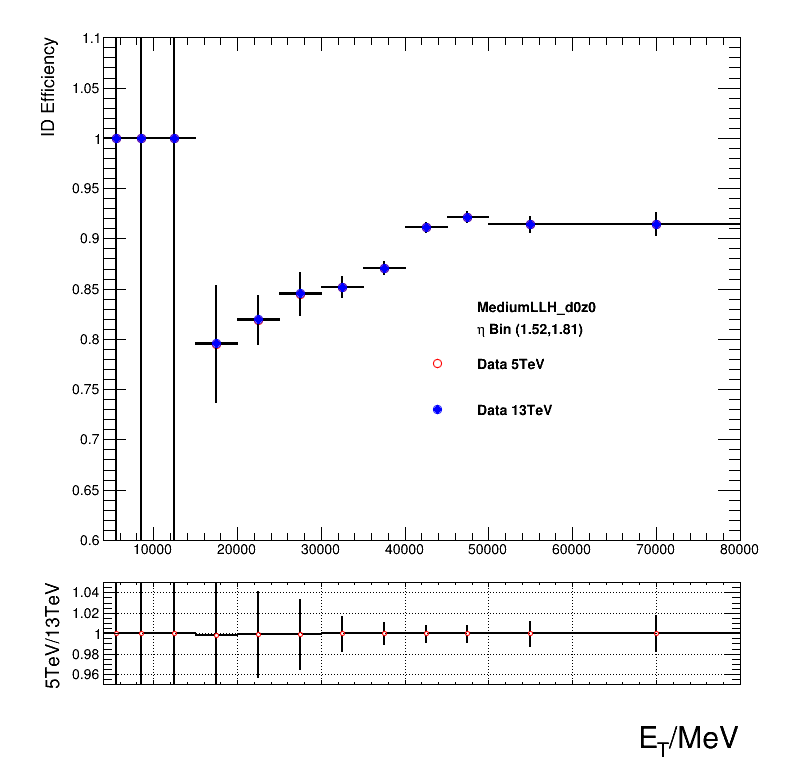 ID Efficiency
1.1
1.05
1
0.95
0.9
0.85
0.8
0.75
0.7
0.65
0.6
MediumLLH_d0z0
η Bin (1.52,1.81)
Data 5TeV
Data 13TeV
10000 20000 30000 40000 50000 60000 70000 80000
5TeV/13TeV
1.04
1.02
1
0.98
0.96
E_T/MeV